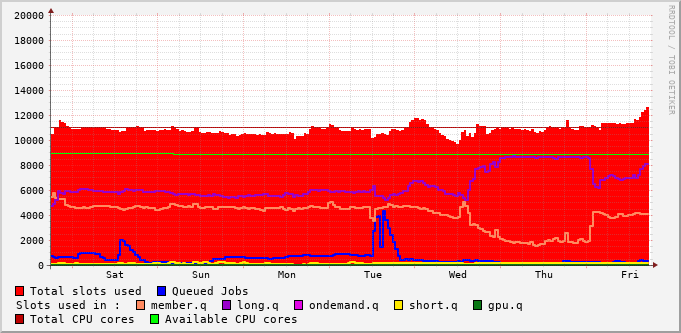 RRDTOOL / TOBI OETIKER
20000
18000
16000
14000
12000
10000
8000
6000
4000
2000
0
Sat Sun Mon Tue Wed Thu Fri
Total slots used Queued Jobs
Slots used in : member.q long.q ondemand.q short.q gpu.q
Total CPU cores Available CPU cores